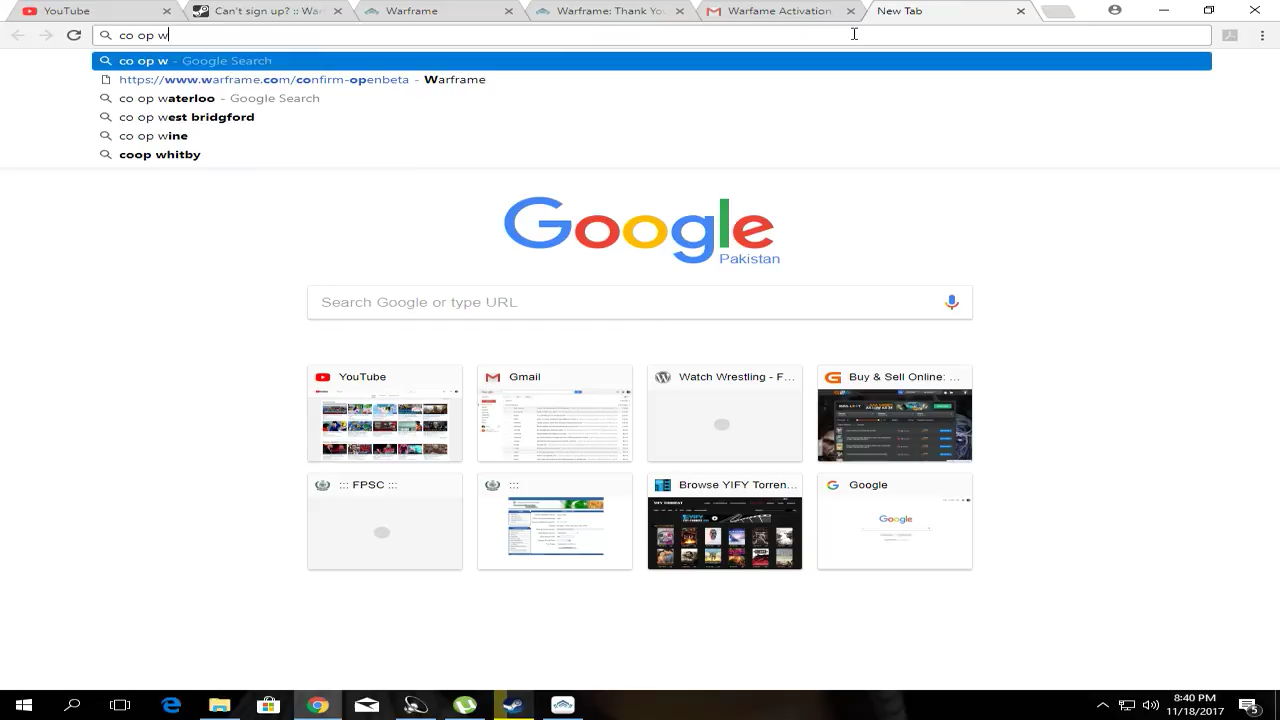 YouTube
Can't sign up? :: War
Warframe
Warframe: Thank You
Warfame Activation
New Tab
co op w
co op w - Google Search
https://www.warframe.com/confirm-openbeta - Warframe
co op waterloo - Google Search
co op west bridgford
co op wine
coop whitby
Google
Pakistan
Search Google or type URL
YouTube
Gmail
Watch Wrestling - F...
Buy & Sell Online: ...
::: FPSC :::
:::
Browse YIFY Torren...
Google
8:40 PM
11/18/2017
5